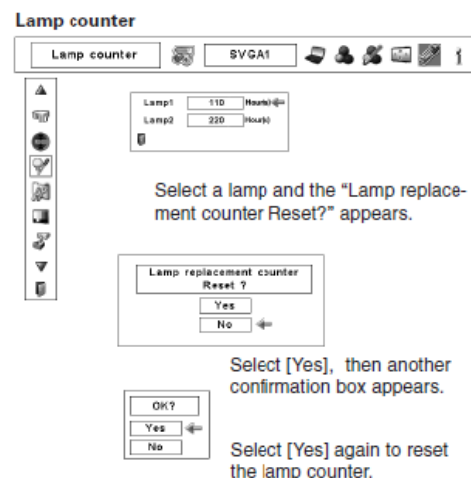 Lamp counter
Lamp counter SVGA1
Lamp1 110 Hour(s)
Lamp2 220 Hour(s)
Select a lamp and the “Lamp replace-
ment counter Reset?” appears.
Lamp replacement counter
Reset ?
Yes
No
Select [Yes], then another
confirmation box appears.
OK?
Yes
No
Select [Yes] again to reset
the lamp counter.